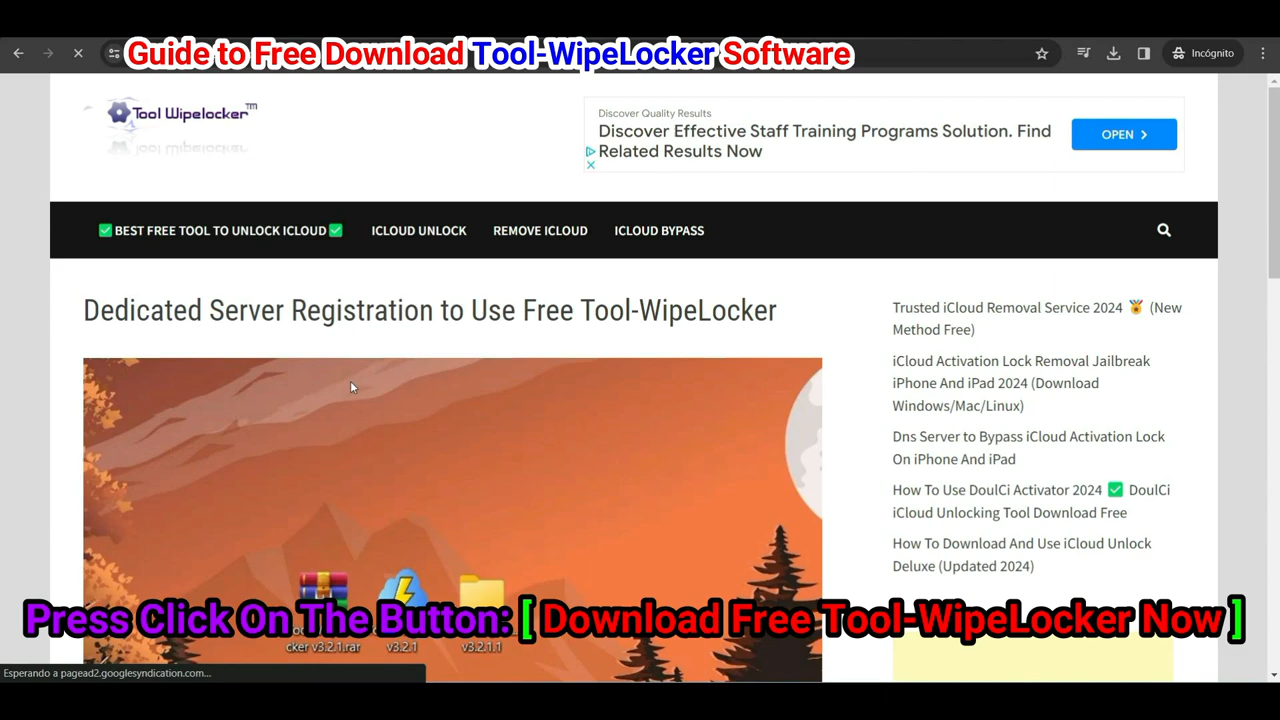 Guide to Free Download Tool-WipeLocker Software
Incógnito
Tool Wipelocker™
Discover Quality Results
Discover Effective Staff Training Programs Solution. Find
Related Results Now
OPEN
✅ BEST FREE TOOL TO UNLOCK ICLOUD ✅
ICLOUD UNLOCK
REMOVE ICLOUD
ICLOUD BYPASS
Dedicated Server Registration to Use Free Tool-WipeLocker
Trusted iCloud Removal Service 2024 🏅 (New
Method Free)
iCloud Activation Lock Removal Jailbreak
iPhone And iPad 2024 (Download
Windows/Mac/Linux)
Dns Server to Bypass iCloud Activation Lock
On iPhone And iPad
How To Use DoulCi Activator 2024 ✅ DoulCi
iCloud Unlocking Tool Download Free
How To Download And Use iCloud Unlock
Deluxe (Updated 2024)
Press Click On The Button: [ Download Free Tool-WipeLocker Now ]
cker v3.2.1.rar
v3.2.1
v3.2.1.1
Esperando a pagead2.googlesyndication.com...